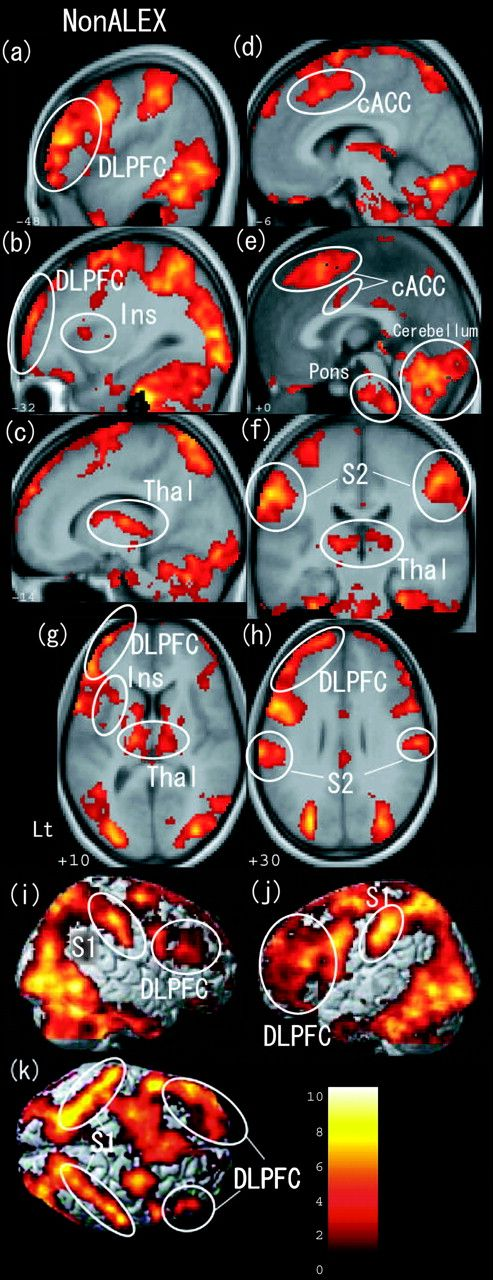 NonALEX
(a)
DLPFC
-48
(d)
cACC
-6
(b)
DLPFC
Ins
-32
(e)
cACC
Cerebellum
Pons
+0
(c)
Thal
-14
(f)
S2
Thal
(g)
DLPFC
Ins
Thal
Lt
+10
(h)
DLPFC
S2
+30
(i)
S1
DLPFC
(j)
S1
DLPFC
(k)
S1
DLPFC
10
8
6
4
2
0